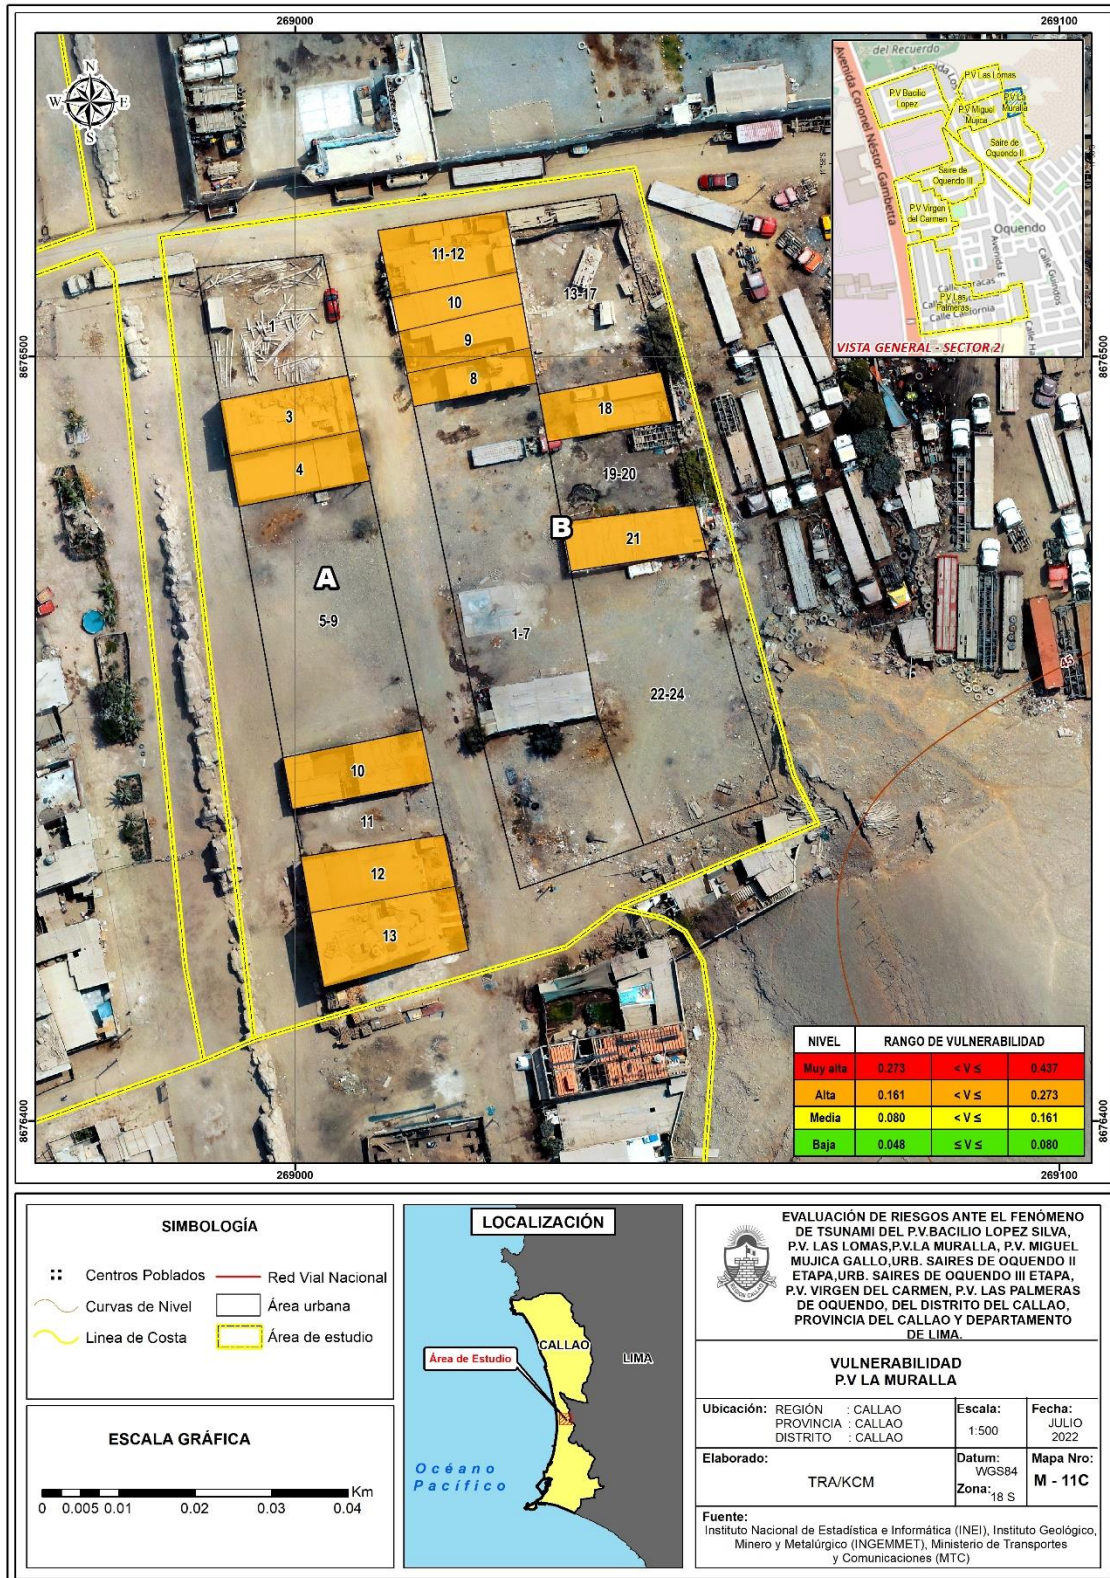 269000
269100
N
W E
S
8676500
8676400
11-12
10
9
8
13-17
1
3
4
18
19-20
B
21
A
5-9
1-7
22-24
10
11
12
13
45
del Recuerdo
Avenida Coronel Néstor Gambetta
P.V Bacilio
Lopez
P.V Las Lomas
P.V La
Muralla
P.V Miguel
Mujica
Saire de
Oquendo II
Saire de
Oquendo III
P.V Virgen
del Carmen
Oquendo
Avenida E
Calle Guindos
P.V Las
Palmeras
Calle California
VISTA GENERAL - SECTOR 2
8676500
8676400
NIVEL RANGO DE VULNERABILIDAD
Muy alta 0.273 < V ≤ 0.437
Alta 0.161 < V ≤ 0.273
Media 0.080 < V ≤ 0.161
Baja 0.048 ≤ V ≤ 0.080
269000
269100
SIMBOLOGÍA
Centros Poblados
Red Vial Nacional
Curvas de Nivel
Área urbana
Linea de Costa
Área de estudio
ESCALA GRÁFICA
Km
0 0.005 0.01 0.02 0.03 0.04
LOCALIZACIÓN
CALLAO
LIMA
Área de Estudio
Océano
Pacífico
REGIÓN CALLAO
EVALUACIÓN DE RIESGOS ANTE EL FENÓMENO
DE TSUNAMI DEL P.V.BACILIO LOPEZ SILVA,
P.V. LAS LOMAS,P.V.LA MURALLA, P.V. MIGUEL
MUJICA GALLO,URB. SAIRES DE OQUENDO II
ETAPA,URB. SAIRES DE OQUENDO III ETAPA,
P.V. VIRGEN DEL CARMEN, P.V. LAS PALMERAS
DE OQUENDO, DEL DISTRITO DEL CALLAO,
PROVINCIA DEL CALLAO Y DEPARTAMENTO
DE LIMA.
VULNERABILIDAD
P.V LA MURALLA
Ubicación: REGIÓN : CALLAO
PROVINCIA : CALLAO
DISTRITO : CALLAO
Escala:
1:500
Fecha:
JULIO
2022
Elaborado:
TRA/KCM
Datum:
WGS84
Zona: 18 S
Mapa Nro:
M - 11C
Fuente:
Instituto Nacional de Estadística e Informática (INEI), Instituto Geológico,
Minero y Metalúrgico (INGEMMET), Ministerio de Transportes
y Comunicaciones (MTC)